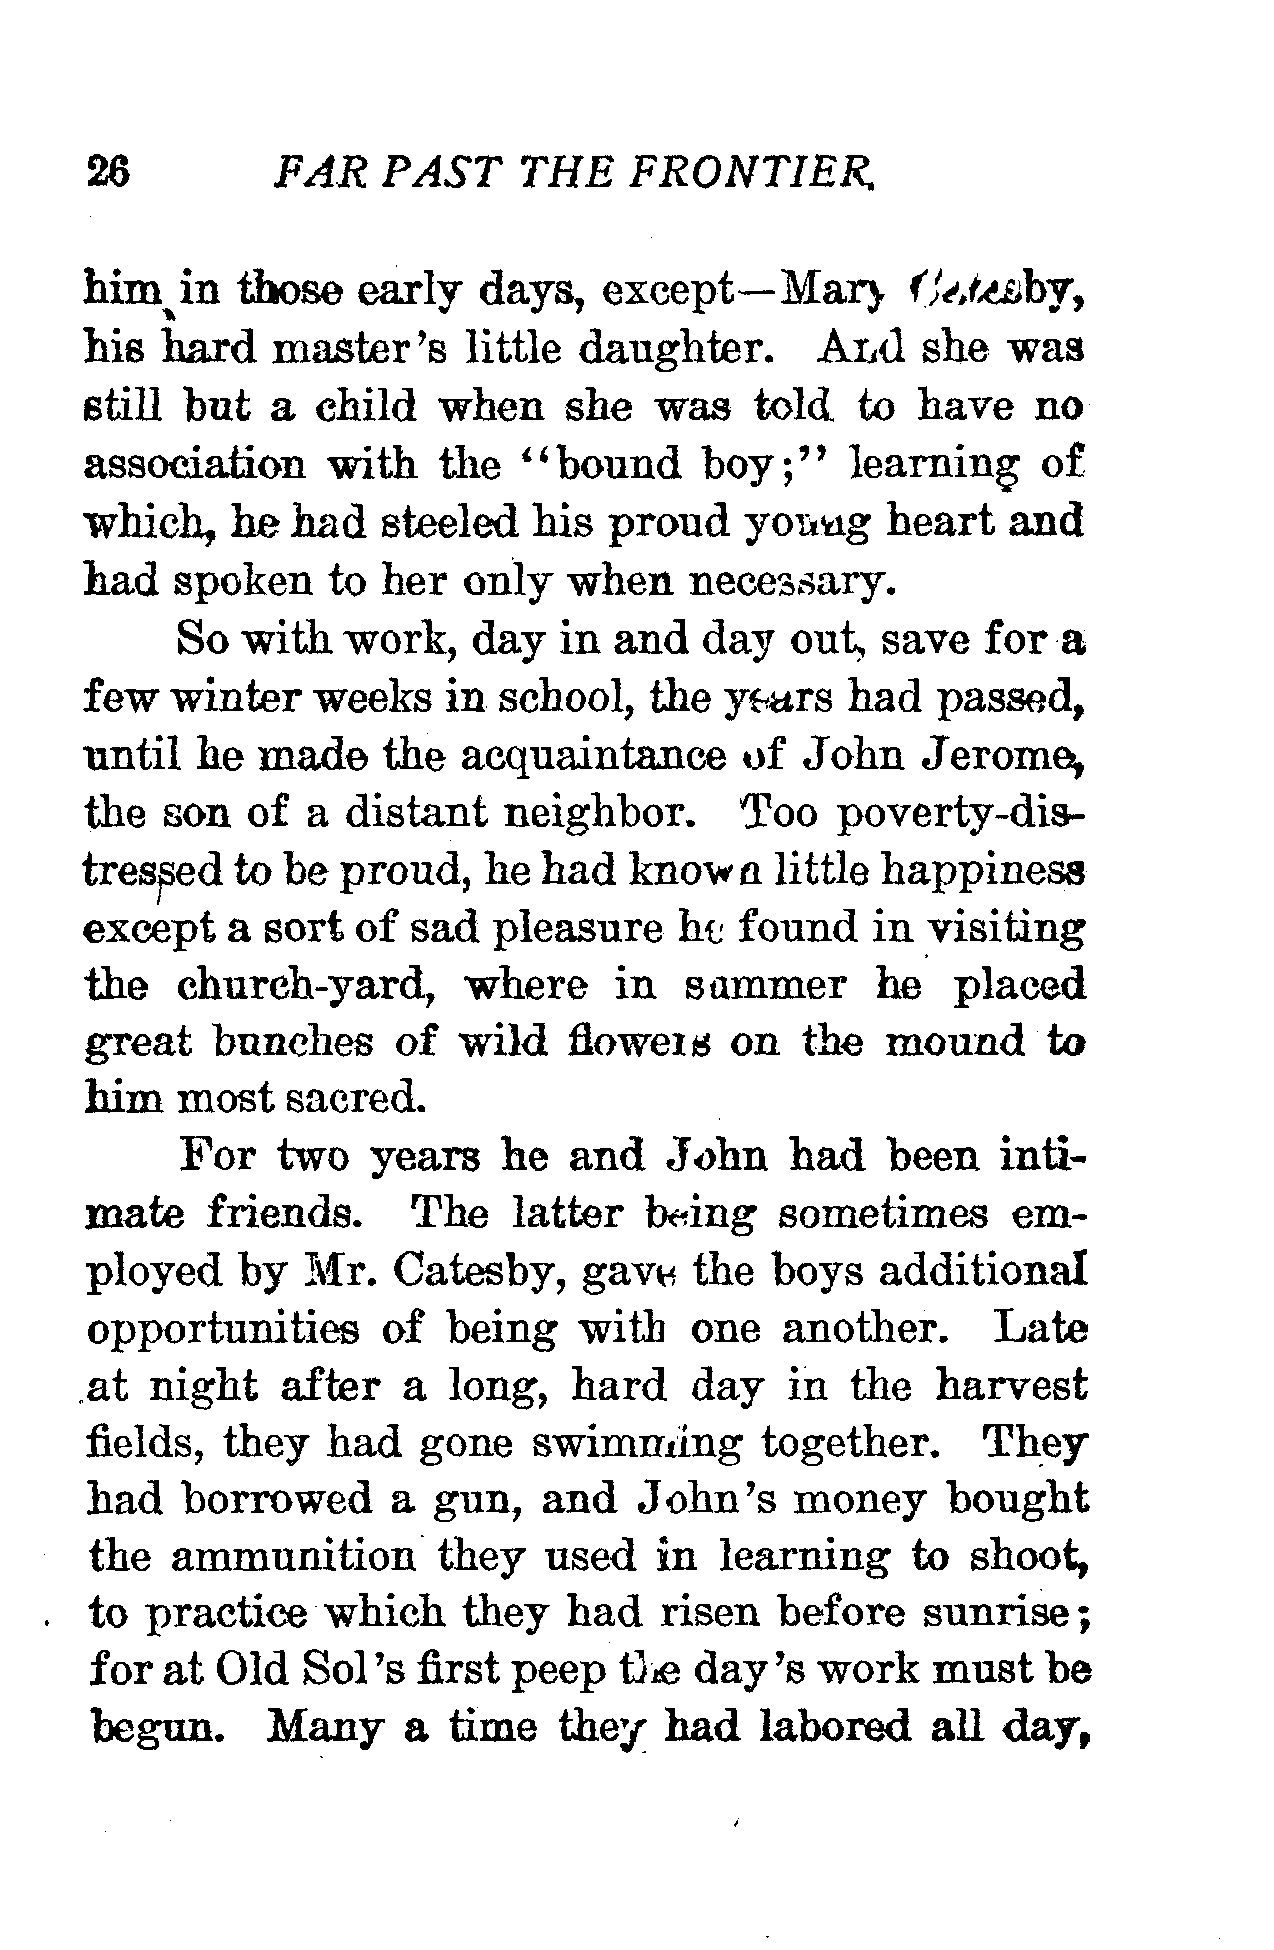 26 FAR PAST THE FRONTIER.
him in those early days, except—Mary Catesby,
his hard master's little daughter. And she was
still but a child when she was told to have no
association with the "bound boy;" learning of
which, he had steeled his proud young heart and
had spoken to her only when necessary.
So with work, day in and day out, save for a
few winter weeks in school, the years had passed,
until he made the acquaintance of John Jerome,
the son of a distant neighbor. Too poverty-dis-
tressed to be proud, he had known little happiness
except a sort of sad pleasure he found in visiting
the church-yard, where in summer he placed
great bunches of wild flowers on the mound to
him most sacred.
For two years he and John had been inti-
mate friends. The latter being sometimes em-
ployed by Mr. Catesby, gave the boys additional
opportunities of being with one another. Late
at night after a long, hard day in the harvest
fields, they had gone swimming together. They
had borrowed a gun, and John's money bought
the ammunition they used in learning to shoot,
to practice which they had risen before sunrise;
for at Old Sol's first peep the day's work must be
begun. Many a time they had labored all day,